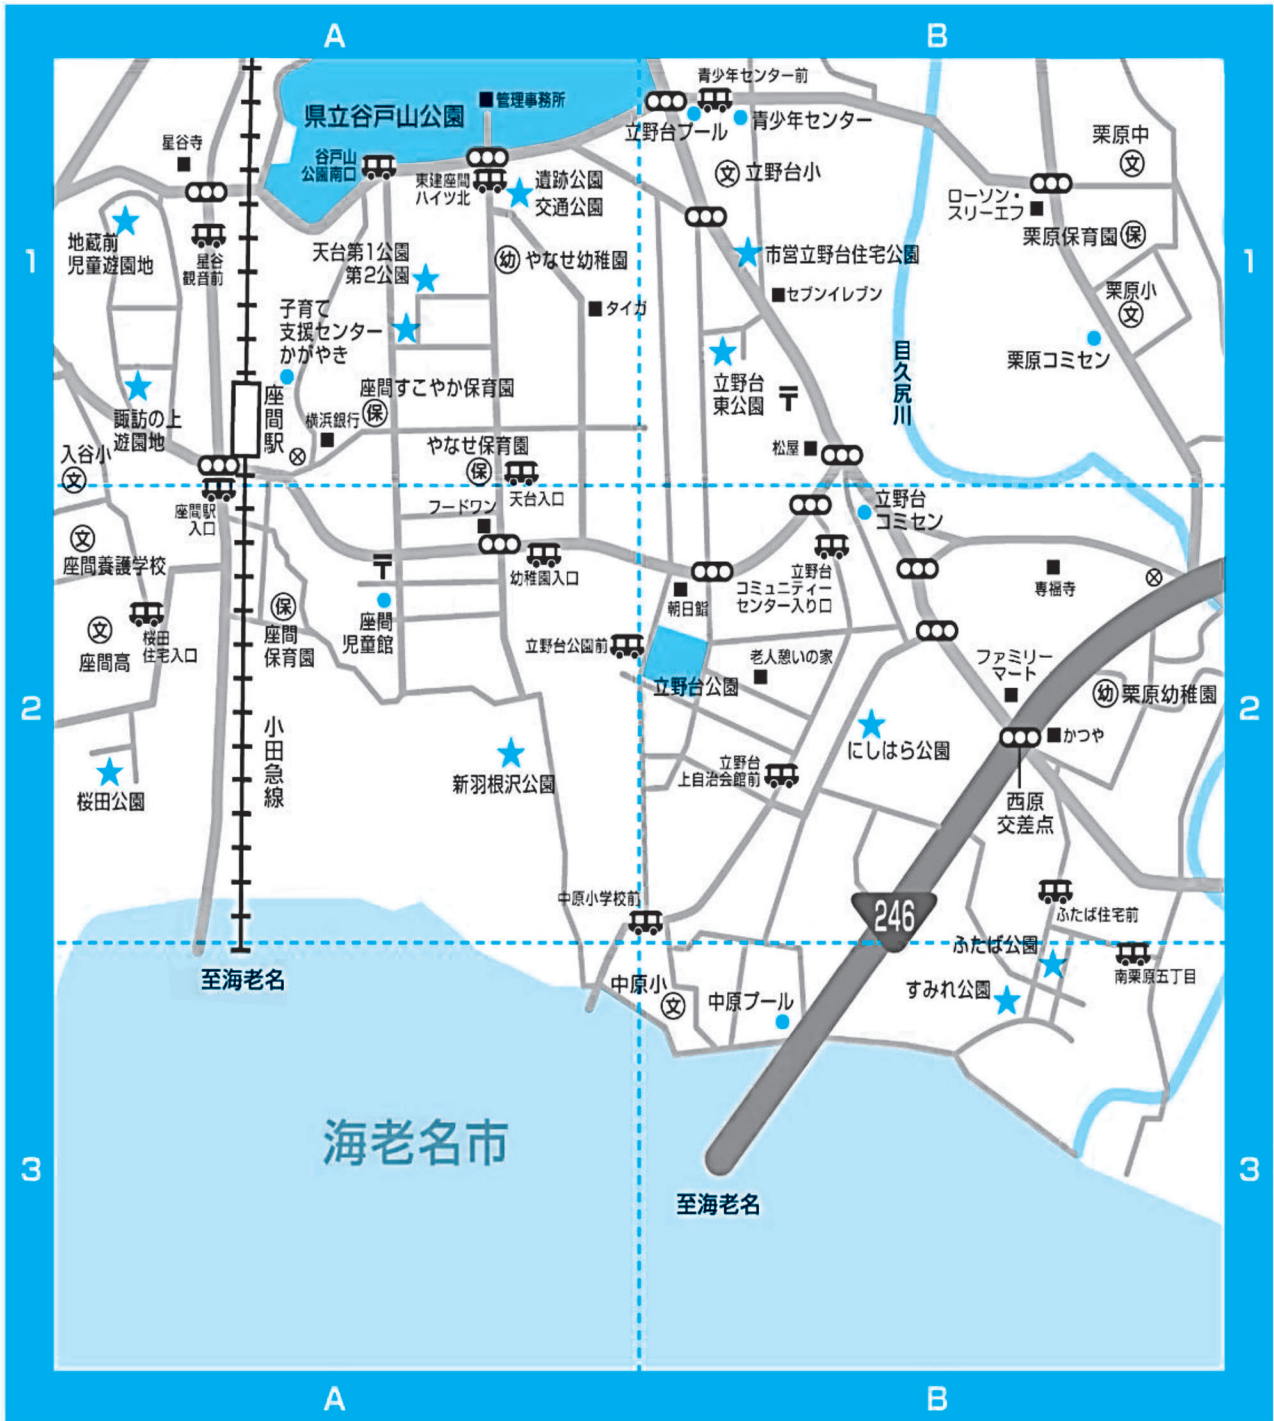 A
B
県立谷戸山公園
管理事務所
青少年センター前
立野台プール
青少年センター
栗原中
文
星谷寺
谷戸山
公園南口
東建座間
ハイツ北
遺跡公園
交通公園
文
立野台小
ローソン・
スリーエフ
栗原保育園
保
地蔵前
児童遊園地
星谷
観音前
天台第1公園
第2公園
幼
やなせ幼稚園
市営立野台住宅公園
1
1
セブンイレブン
栗原小
文
タイガ
子育て
支援センター
かがやき
栗原コミセン
目久尻川
立野台
東公園
座間すこやか保育園
保
諏訪の上
遊園地
座間駅
横浜銀行
やなせ保育園
保
松屋
入谷小
文
天台入口
座間駅
入口
フードワン
立野台
コミセン
文
座間養護学校
幼稚園入口
立野台
コミュニティー
センター入り口
専福寺
朝日鮨
座間
児童館
保
座間
保育園
桜田
住宅入口
文
座間高
立野台公園前
立野台公園
老人憩いの家
ファミリー
マート
幼
栗原幼稚園
2
2
小田急線
にしはら公園
かつや
立野台
上自治会館前
新羽根沢公園
桜田公園
西原
交差点
中原小学校前
246
ふたば住宅前
ふたば公園
南栗原五丁目
至海老名
中原小
文
中原プール
すみれ公園
海老名市
3
3
至海老名
A
B